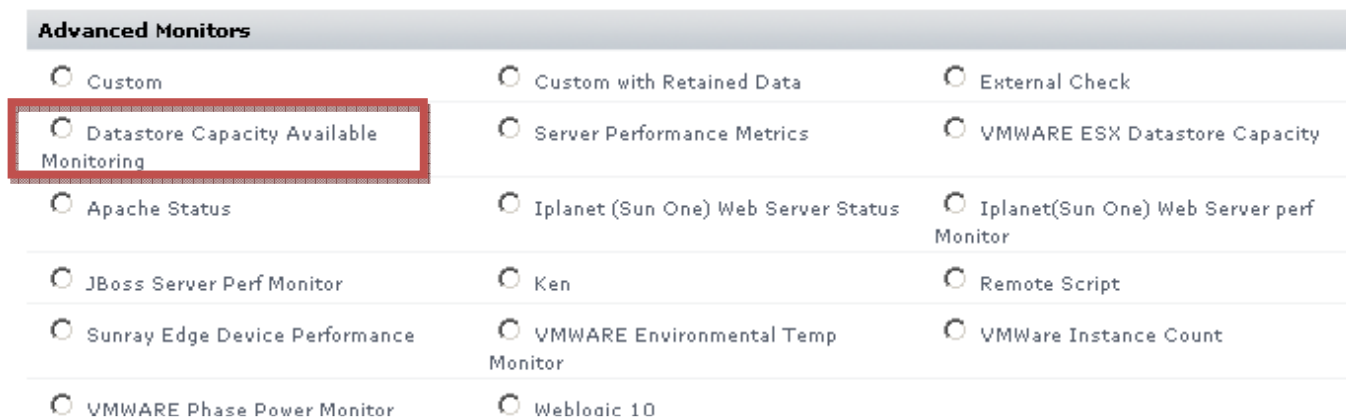 Advanced Monitors
Custom
Custom with Retained Data
External Check
Datastore Capacity Available
Monitoring
Server Performance Metrics
VMWARE ESX Datastore Capacity
Apache Status
Iplanet (Sun One) Web Server Status
Iplanet(Sun One) Web Server perf
Monitor
JBoss Server Perf Monitor
Ken
Remote Script
Sunray Edge Device Performance
VMWARE Environmental Temp
Monitor
VMWare Instance Count
VMWARE Phase Power Monitor
Weblogic 10